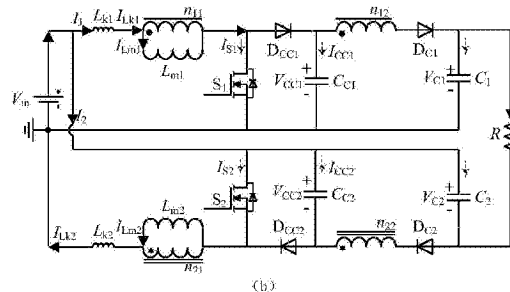 I1 Lk1 ILk1 n11 IS1 DCC1 ICC1 n12 DC1
ILm1 Lm1 S1 VCC1 CC1 VC1 C1
Vin I2 R
IS2 ICC2
S2 VCC2 CC2 VC2 C2
ILk2 Lk2 ILm2 Lm2 n21 DCC2 n22 DC2
(b)